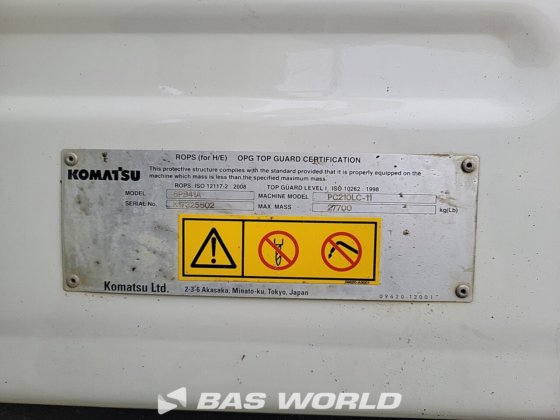 ROPS (for H/E) OPG TOP GUARD CERTIFICATION
KOMATSU
This protective structure complies with the standard provided that it is properly equipped on the
machine which mass is less than the specified maximum mass.
ROPS: ISO 12117-2 : 2008 TOP GUARD LEVEL I : ISO 10262 : 1998
MODEL MACHINE MODEL PC210LC-11
SERIAL No. MAX. MASS 27700 kg(Lb)
Komatsu Ltd. 2-3-6 Akasaka, Minato-ku, Tokyo, Japan
09620-12001
BAS WORLD